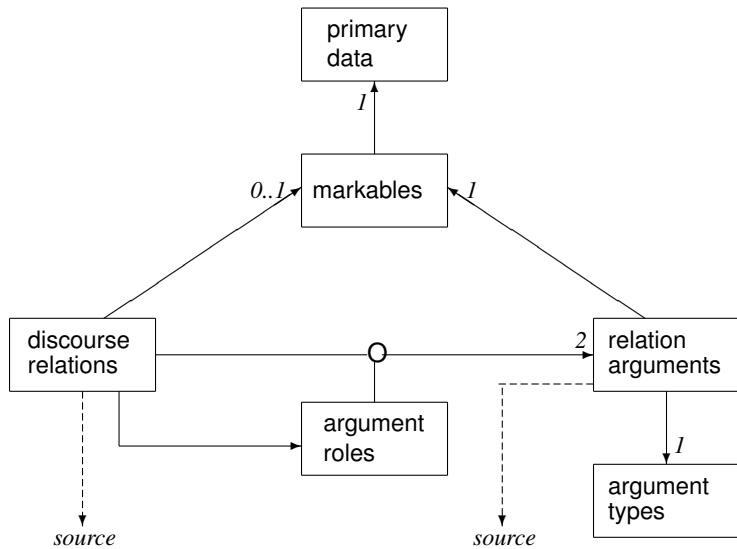 primary
data
1
0..1
markables
1
discourse
relations
O
2
relation
arguments
argument
roles
1
argument
types
source
source